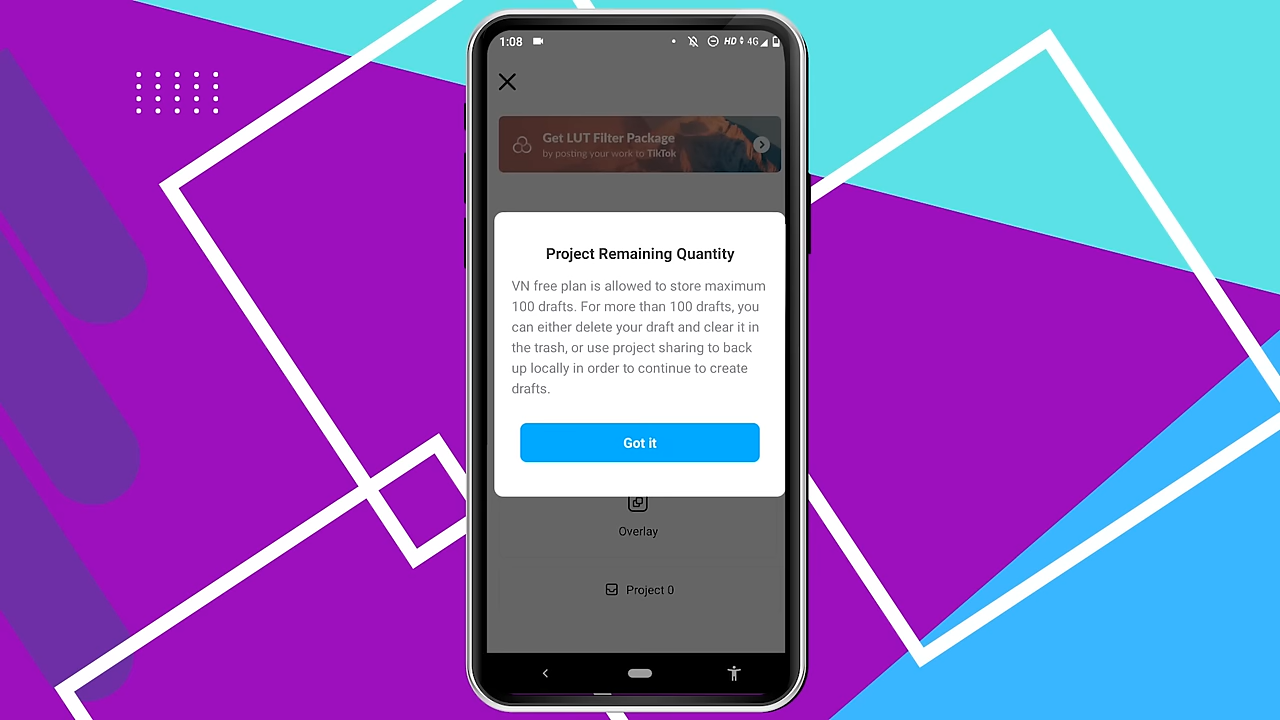 1:08 HD 4G
Get LUT Filter Package
by posting your work to TikTok
Project Remaining Quantity
VN free plan is allowed to store maximum
100 drafts. For more than 100 drafts, you
can either delete your draft and clear it in
the trash, or use project sharing to back
up locally in order to continue to create
drafts.
Got it
Overlay
Project 0